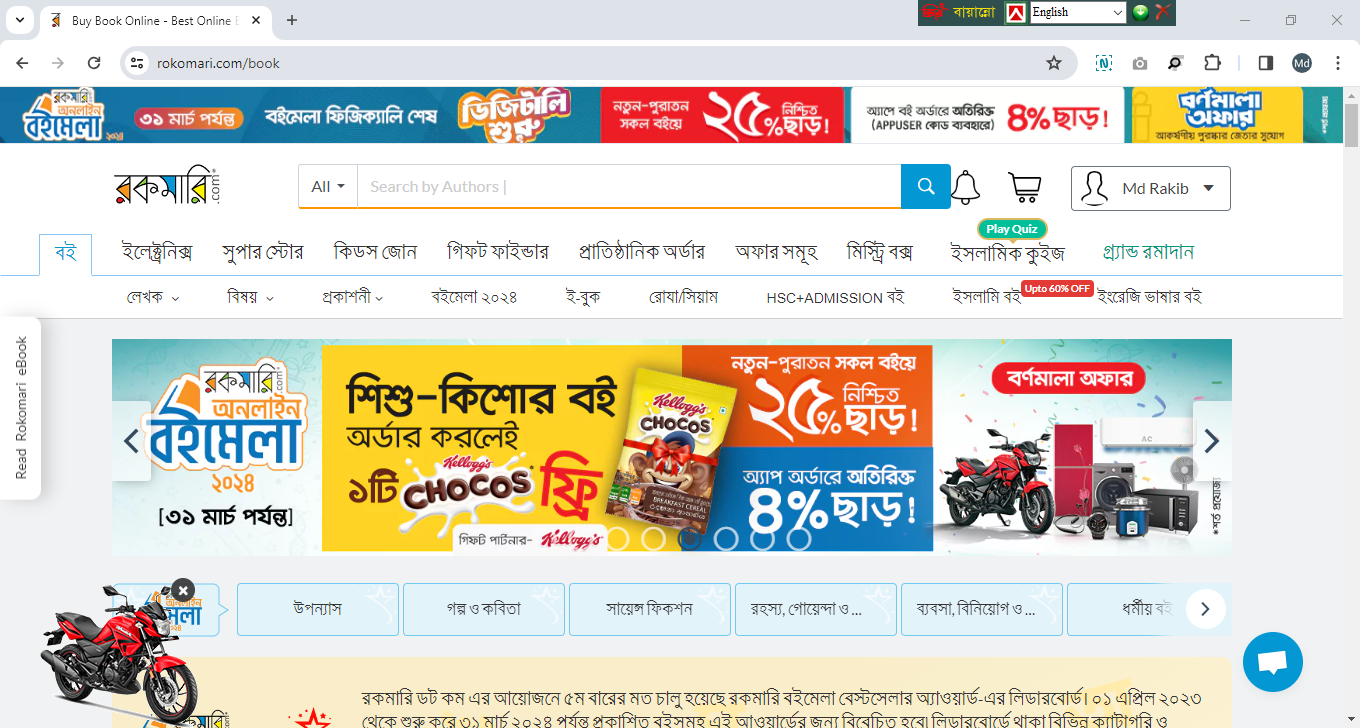 Buy Book Online - Best Online
বায়ান্নো
English
rokomari.com/book
Md
রকমারি অনলাইন বইমেলা ২০২৪
৩১ মার্চ পর্যন্ত
বইমেলা ফিজিক্যালি শেষ
ডিজিটালি শুরু
নতুন-পুরাতন সকল বইয়ে
২৫% নিশ্চিত ছাড়!
অ্যাপে বই অর্ডারে অতিরিক্ত
(APPUSER কোড ব্যবহারে)
৪% ছাড়!
বর্ণমালা অফার
আকর্ষণীয় পুরষ্কার জেতার সুযোগ
রকমারি.com
All
Search by Authors |
Md Rakib
Play Quiz
বই
ইলেক্ট্রনিক্স
সুপার স্টোর
কিডস জোন
গিফট ফাইন্ডার
প্রাতিষ্ঠানিক অর্ডার
অফার সমূহ
মিস্ট্রি বক্স
ইসলামিক কুইজ
গ্র্যান্ড রমাদান
লেখক
বিষয়
প্রকাশনী
বইমেলা ২০২৪
ই-বুক
রোযা/সিয়াম
HSC+ADMISSION বই
ইসলামি বই
Upto 60% OFF
ইংরেজি ভাষার বই
Read Rokomari eBook
রকমারি.com
অনলাইন
বইমেলা
২০২৪
[৩১ মার্চ পর্যন্ত]
শিশু-কিশোর বই
অর্ডার করলেই
১টি Kellogg's CHOCOS ফ্রি
গিফট পার্টনার- Kellogg's
Kellogg's
CHOCOS
BREAKFAST CEREAL
নতুন-পুরাতন সকল বইয়ে
২৫% নিশ্চিত ছাড়!
অ্যাপ অর্ডারে অতিরিক্ত
৪% ছাড়!
বর্ণমালা অফার
AC
*শর্ত প্রযোজ্য
উপন্যাস
গল্প ও কবিতা
সায়েন্স ফিকশন
রহস্য, গোয়েন্দা ও ...
ব্যবসা, বিনিয়োগ ও ...
ধর্মীয় বই
রকমারি ডট কম এর আয়োজনে ৫ম বারের মত চালু হয়েছে রকমারি বইমেলা বেস্টসেলার অ্যাওয়ার্ড-এর লিডারবোর্ড। ০১ এপ্রিল ২০২৩
থেকে শুরু করে ৩১ মার্চ ২০২৪ পর্যন্ত প্রকাশিত বইসমূহ এই আওয়ার্ডের জন্য বিবেচিত হবে। লিডারবোর্ডে থাকা বিভিন্ন ক্যাটাগরি ও